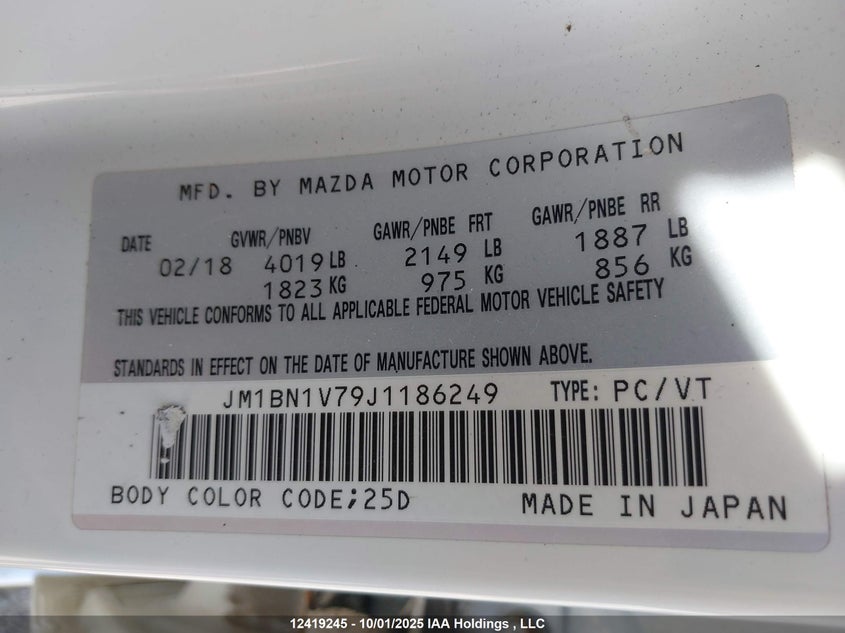 MFD. BY MAZDA MOTOR CORPORATION
DATE GVWR/PNBV GAWR/PNBE FRT GAWR/PNBE RR
02/18 4019 LB 2149 LB 1887 LB
1823 KG 975 KG 856 KG
THIS VEHICLE CONFORMS TO ALL APPLICABLE FEDERAL MOTOR VEHICLE SAFETY
STANDARDS IN EFFECT ON THE DATE OF MANUFACTURE SHOWN ABOVE.
JM1BN1V79J1186249 TYPE: PC/VT
BODY COLOR CODE;25D MADE IN JAPAN
12419245 - 10/01/2025 IAA Holdings , LLC